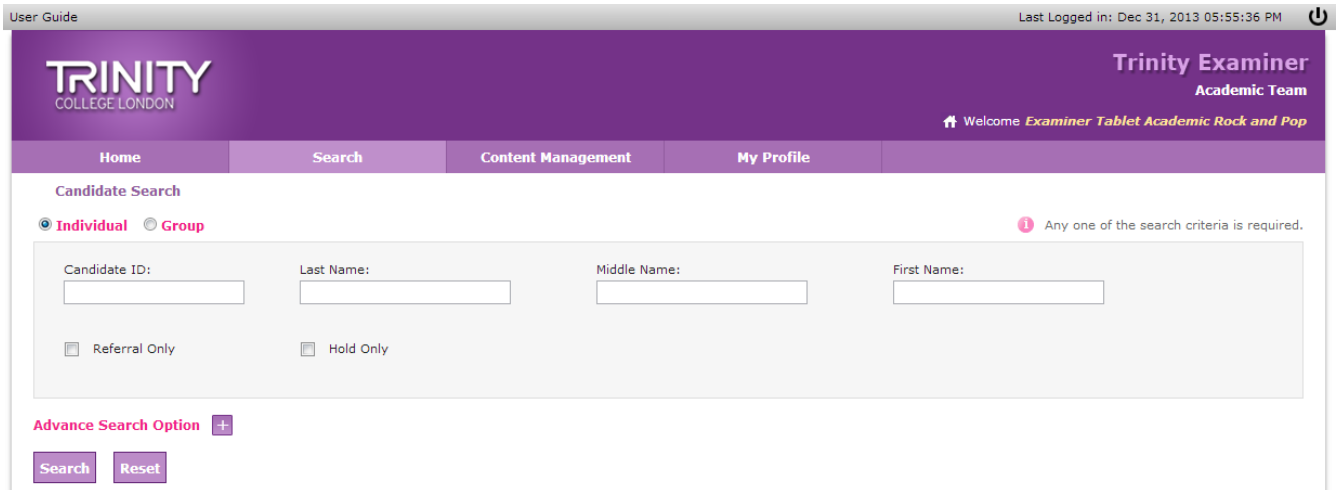 User Guide Last Logged in: Dec 31, 2013 05:55:36 PM
TRINITY
COLLEGE LONDON
Trinity Examiner
Academic Team
Welcome Examiner Tablet Academic Rock and Pop
Home Search Content Management My Profile
Candidate Search
Individual Group Any one of the search criteria is required.
Candidate ID: Last Name: Middle Name: First Name:
Referral Only Hold Only
Advance Search Option +
Search Reset